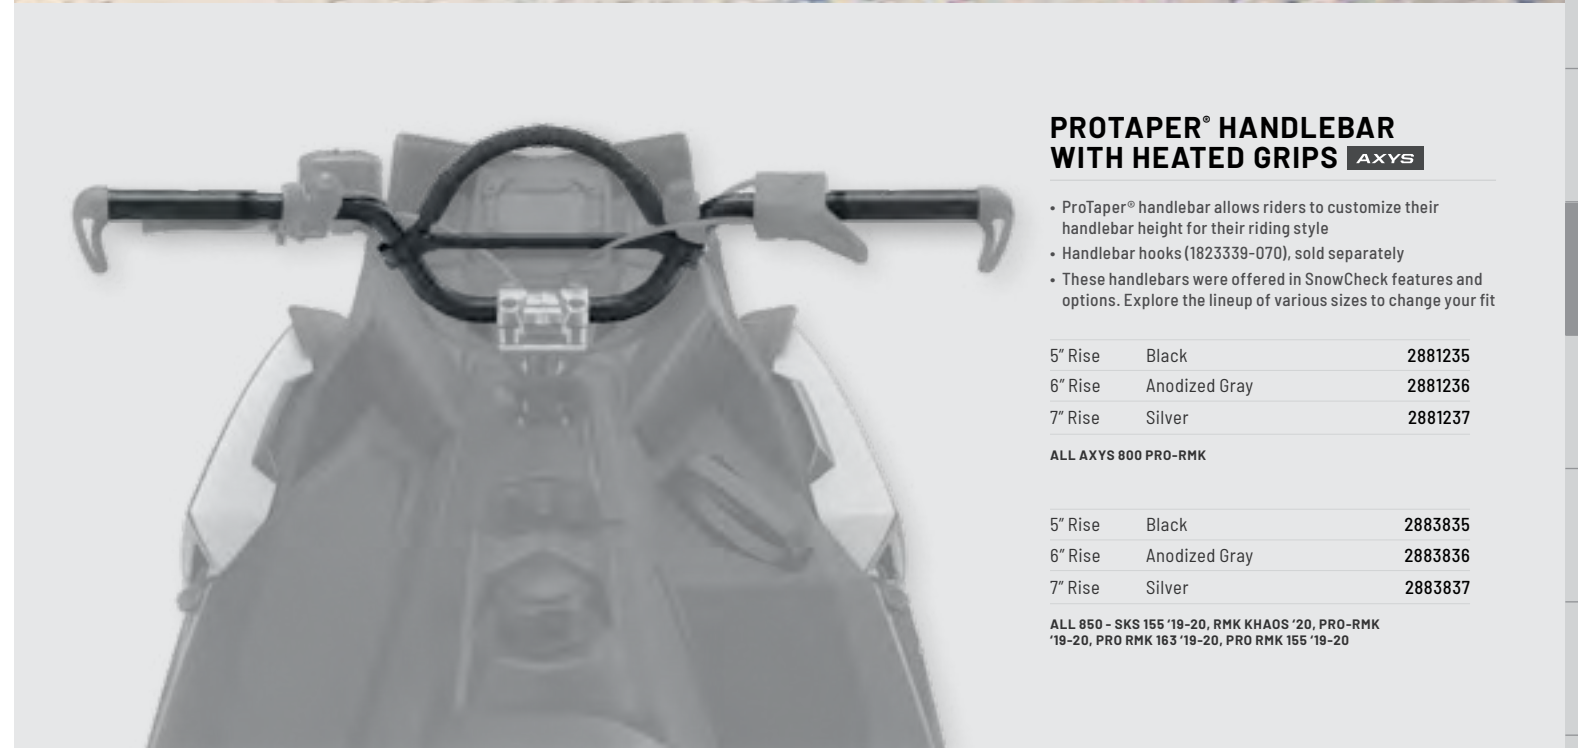 PROTAPER® HANDLEBAR
WITH HEATED GRIPS AXYS
• ProTaper® handlebar allows riders to customize their
handlebar height for their riding style
• Handlebar hooks (1823339-070), sold separately
• These handlebars were offered in SnowCheck features and
options. Explore the lineup of various sizes to change your fit
5” Rise Black 2881235
6” Rise Anodized Gray 2881236
7” Rise Silver 2881237
ALL AXYS 800 PRO-RMK
5” Rise Black 2883835
6” Rise Anodized Gray 2883836
7” Rise Silver 2883837
ALL 850 - SKS 155 ’19-20, RMK KHAOS ’20, PRO-RMK
’19-20, PRO RMK 163 ’19-20, PRO RMK 155 ’19-20